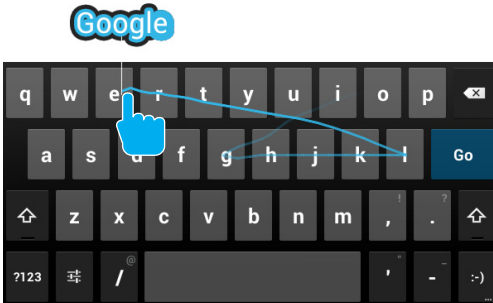 Google
q w e r t y u i o p
a s d f g h j k l Go
! ?
z x c v b n m , .
@ " _
?123 / ' - :-)
...